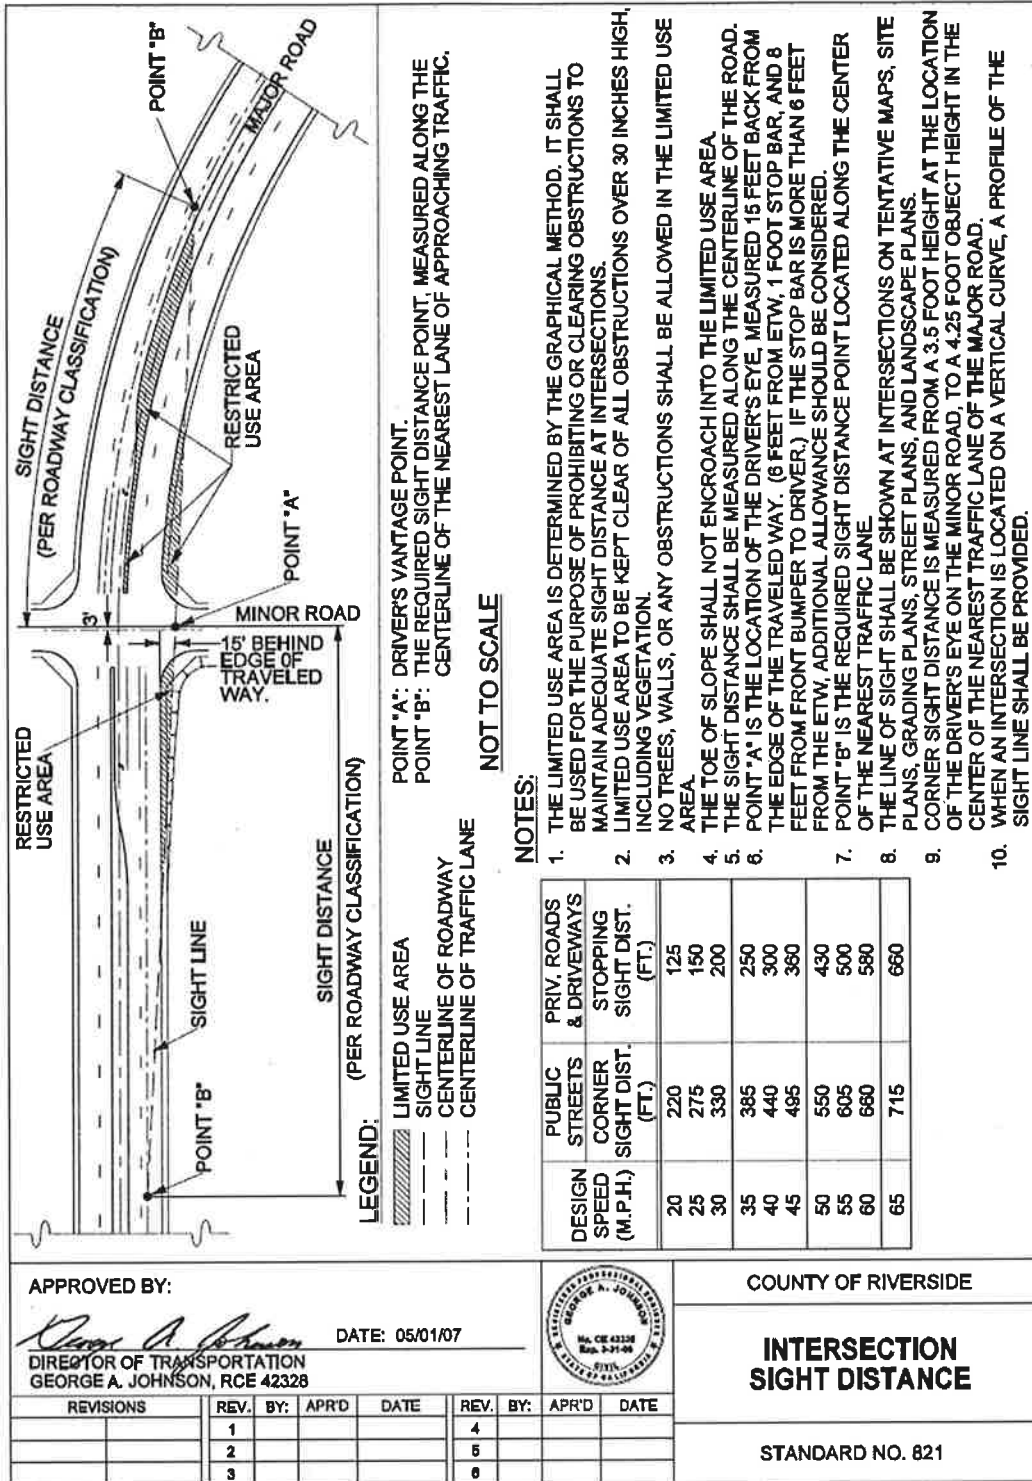 SIGHT DISTANCE
(PER ROADWAY CLASSIFICATION)
POINT "B"
MAJOR ROAD
RESTRICTED
USE AREA
POINT "A"
3'
MINOR ROAD
15' BEHIND
EDGE OF
TRAVELED
WAY.
RESTRICTED
USE AREA
SIGHT LINE
POINT "B"
SIGHT DISTANCE
(PER ROADWAY CLASSIFICATION)
LEGEND:
LIMITED USE AREA
SIGHT LINE
CENTERLINE OF ROADWAY
CENTERLINE OF TRAFFIC LANE
POINT "A": DRIVER'S VANTAGE POINT.
POINT "B": THE REQUIRED SIGHT DISTANCE POINT, MEASURED ALONG THE
CENTERLINE OF THE NEAREST LANE OF APPROACHING TRAFFIC.
NOT TO SCALE
DESIGN SPEED (M.P.H.) PUBLIC STREETS CORNER SIGHT DIST. (FT.) PRIV. ROADS & DRIVEWAYS STOPPING SIGHT DIST. (FT.)
20 220 125
25 275 150
30 330 200
35 385 250
40 440 300
45 495 360
50 550 430
55 605 500
60 660 580
65 715 660
NOTES:
1. THE LIMITED USE AREA IS DETERMINED BY THE GRAPHICAL METHOD. IT SHALL
BE USED FOR THE PURPOSE OF PROHIBITING OR CLEARING OBSTRUCTIONS TO
MAINTAIN ADEQUATE SIGHT DISTANCE AT INTERSECTIONS.
2. LIMITED USE AREA TO BE KEPT CLEAR OF ALL OBSTRUCTIONS OVER 30 INCHES HIGH,
INCLUDING VEGETATION.
3. NO TREES, WALLS, OR ANY OBSTRUCTIONS SHALL BE ALLOWED IN THE LIMITED USE
AREA.
4. THE TOE OF SLOPE SHALL NOT ENCROACH INTO THE LIMITED USE AREA.
5. THE SIGHT DISTANCE SHALL BE MEASURED ALONG THE CENTERLINE OF THE ROAD.
6. POINT "A" IS THE LOCATION OF THE DRIVER'S EYE, MEASURED 15 FEET BACK FROM
THE EDGE OF THE TRAVELED WAY. (6 FEET FROM ETW, 1 FOOT STOP BAR, AND 8
FEET FROM FRONT BUMPER TO DRIVER.) IF THE STOP BAR IS MORE THAN 6 FEET
FROM THE ETW, ADDITIONAL ALLOWANCE SHOULD BE CONSIDERED.
7. POINT "B" IS THE REQUIRED SIGHT DISTANCE POINT LOCATED ALONG THE CENTER
OF THE NEAREST TRAFFIC LANE.
8. THE LINE OF SIGHT SHALL BE SHOWN AT INTERSECTIONS ON TENTATIVE MAPS, SITE
PLANS, GRADING PLANS, STREET PLANS, AND LANDSCAPE PLANS.
9. CORNER SIGHT DISTANCE IS MEASURED FROM A 3.5 FOOT HEIGHT AT THE LOCATION
OF THE DRIVER'S EYE ON THE MINOR ROAD, TO A 4.25 FOOT OBJECT HEIGHT IN THE
CENTER OF THE NEAREST TRAFFIC LANE OF THE MAJOR ROAD.
10. WHEN AN INTERSECTION IS LOCATED ON A VERTICAL CURVE, A PROFILE OF THE
SIGHT LINE SHALL BE PROVIDED.
APPROVED BY:
George A. Johnson DATE: 05/01/07
DIRECTOR OF TRANSPORTATION
GEORGE A. JOHNSON, RCE 42328
REGISTERED PROFESSIONAL ENGINEER
GEORGE A. JOHNSON
No. CE 42328
CIVIL
STATE OF CALIFORNIA
REVISIONS REV. BY: APR'D DATE REV. BY: APR'D DATE
1 4
2 5
3 6
COUNTY OF RIVERSIDE
INTERSECTION
SIGHT DISTANCE
STANDARD NO. 821